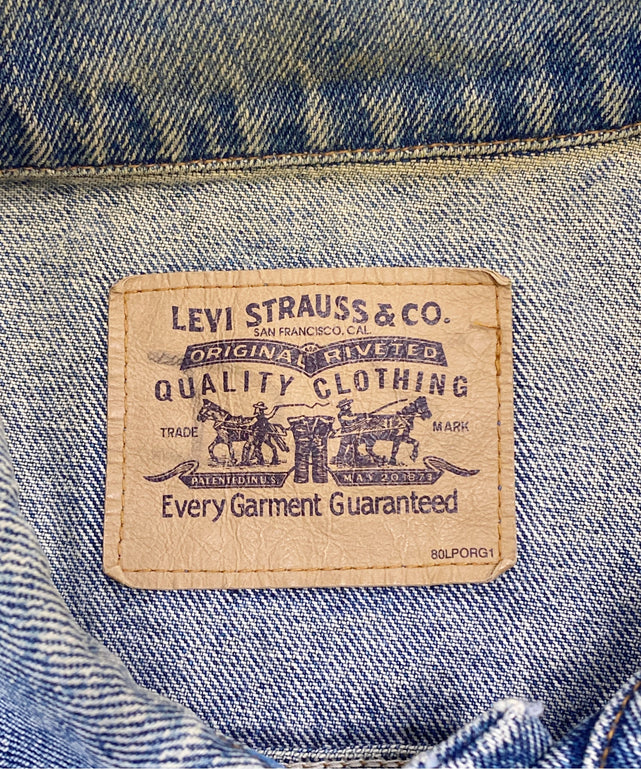 LEVI STRAUSS & CO.
SAN FRANCISCO, CAL.
ORIGINAL RIVETED
QUALITY CLOTHING
TRADE MARK
PATENTED IN U.S. MAY 20 1873
Every Garment Guaranteed
80LPORG1